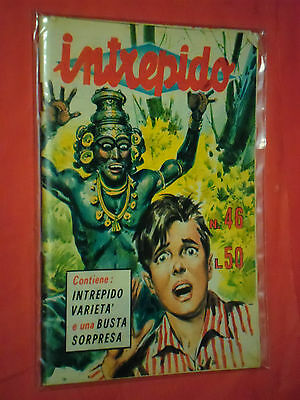 intrepido
N. 46
L. 50
Contiene:
INTREPIDO
VARIETA'
e una BUSTA
SORPRESA